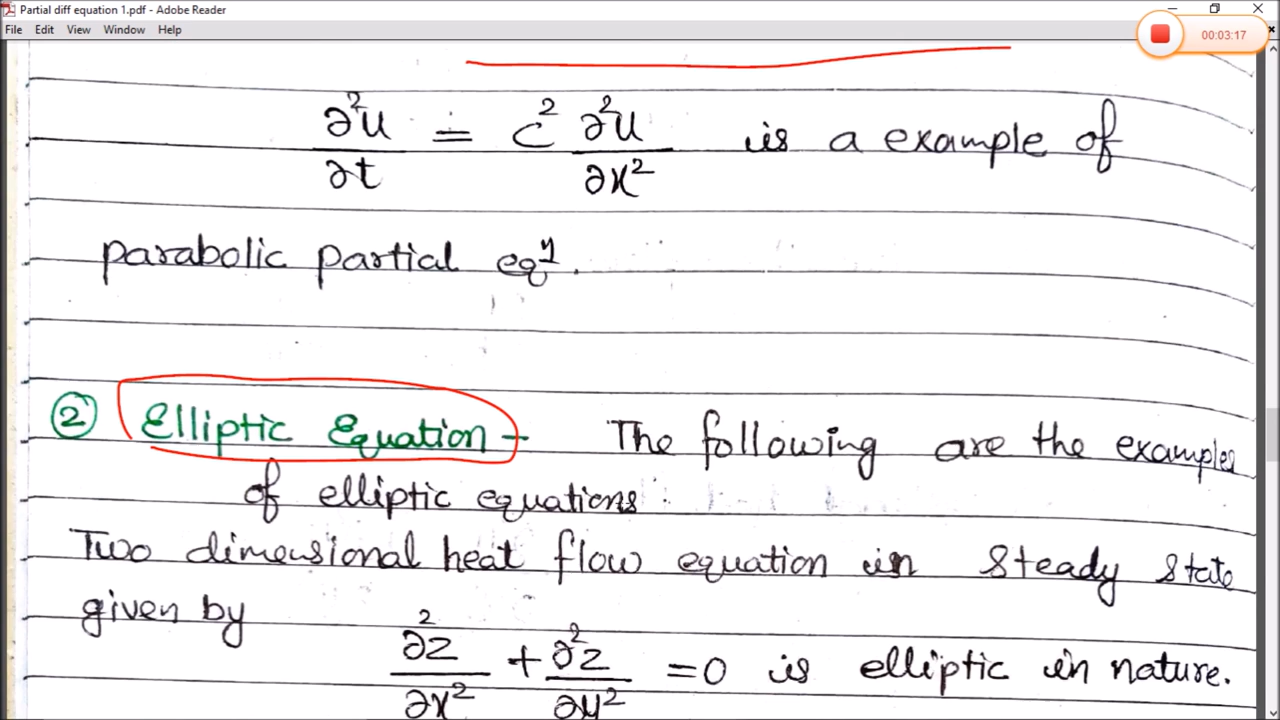 Partial diff equation 1.pdf - Adobe Reader
File Edit View Window Help
00:03:17
∂²u/∂t = c² ∂²u/∂x² is a example of
parabolic partial eqⁿ.
② Elliptic Equation - The following are the examples
of elliptic equations.
Two dimensional heat flow equation in steady state
given by
∂²z/∂x² + ∂²z/∂y² = 0 is elliptic in nature.